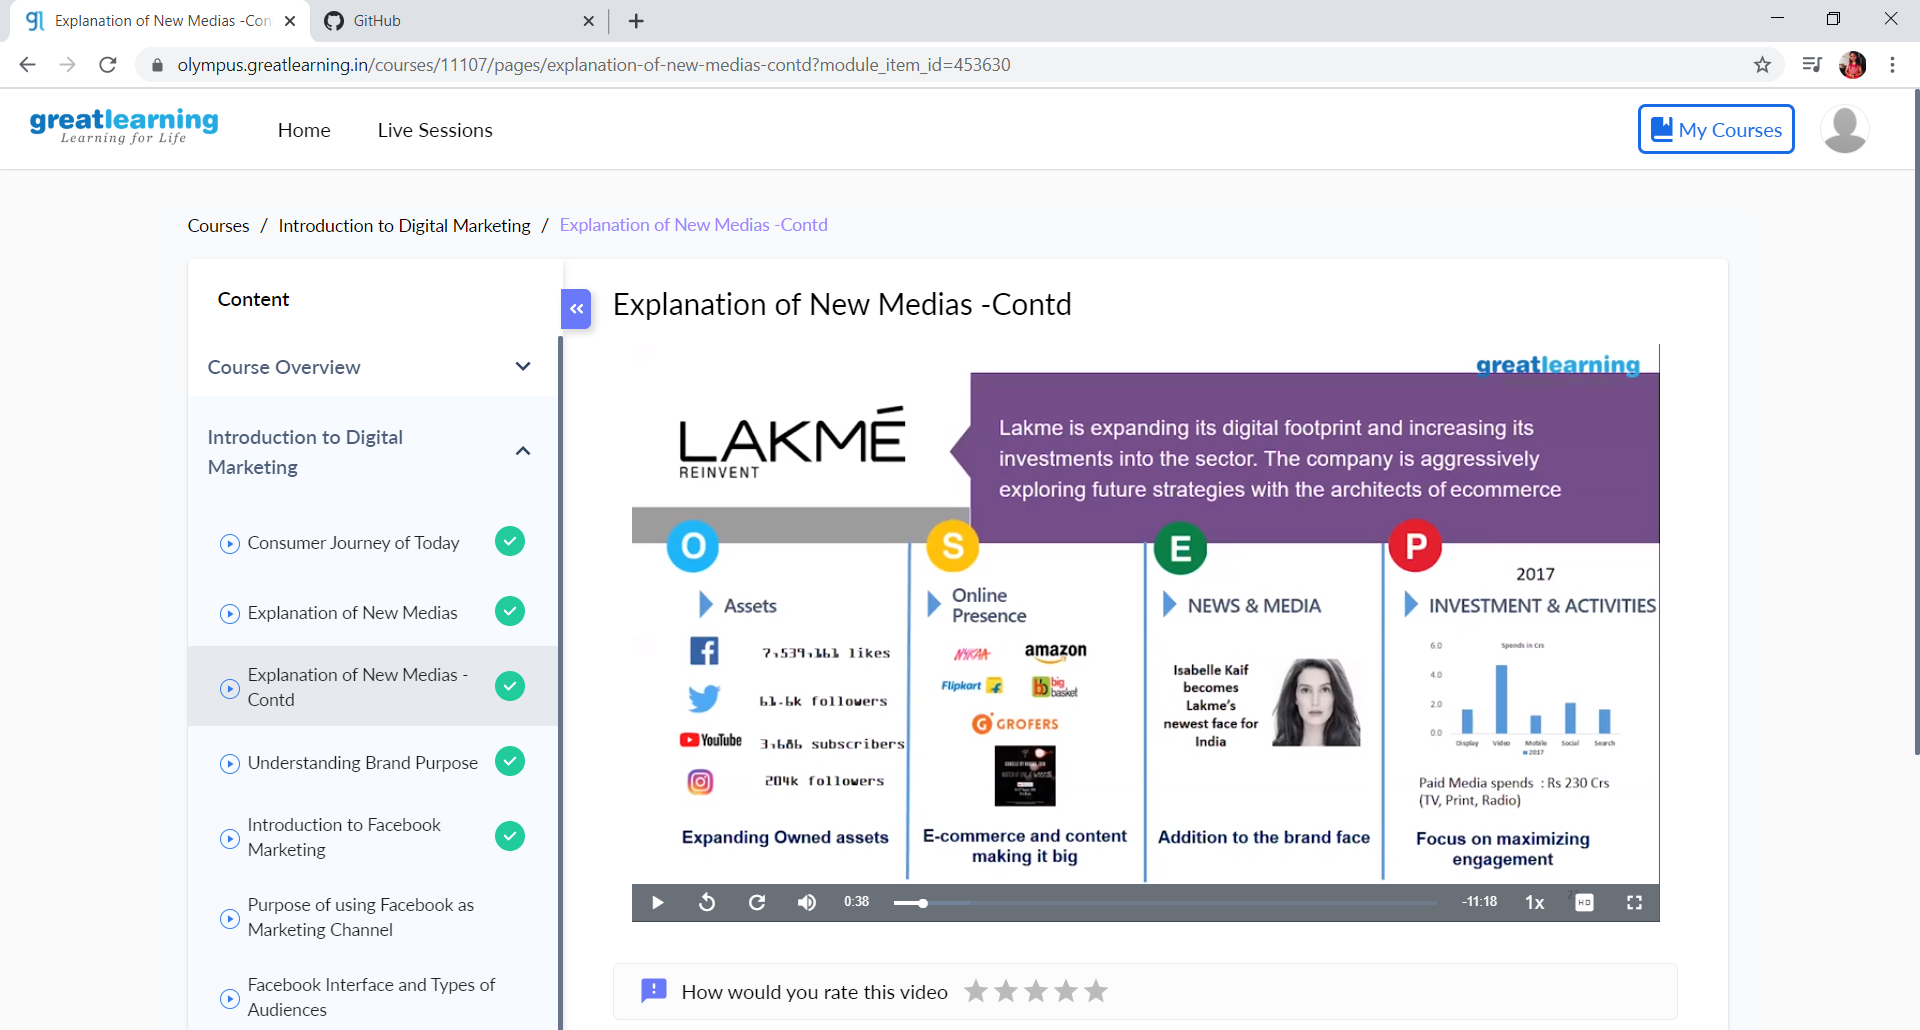 Explanation of New Medias -Con
GitHub
olympus.greatlearning.in/courses/11107/pages/explanation-of-new-medias-contd?module_item_id=453630
greatlearning
Learning for Life
Home
Live Sessions
My Courses
Courses / Introduction to Digital Marketing / Explanation of New Medias -Contd
Content
Course Overview
Introduction to Digital
Marketing
Consumer Journey of Today
Explanation of New Medias
Explanation of New Medias -
Contd
Understanding Brand Purpose
Introduction to Facebook
Marketing
Purpose of using Facebook as
Marketing Channel
Facebook Interface and Types of
Audiences
Explanation of New Medias -Contd
greatlearning
LAKMÉ
REINVENT
Lakme is expanding its digital footprint and increasing its
investments into the sector. The company is aggressively
exploring future strategies with the architects of ecommerce
O
Assets
7,539,161 likes
61.6k followers
YouTube
3,686 subscribers
204k followers
Expanding Owned assets
S
Online
Presence
NYKAA
amazon
Flipkart
bb big
basket
GROFERS
E-commerce and content
making it big
E
NEWS & MEDIA
Isabelle Kaif
becomes
Lakme's
newest face for
India
Addition to the brand face
P
2017
INVESTMENT & ACTIVITIES
Spends in Crs
6.0
4.0
2.0
0.0
Display Video Mobile Social Search
2017
Paid Media spends : Rs 230 Crs
(TV, Print, Radio)
Focus on maximizing
engagement
0:38
-11:18
1x
HD
How would you rate this video